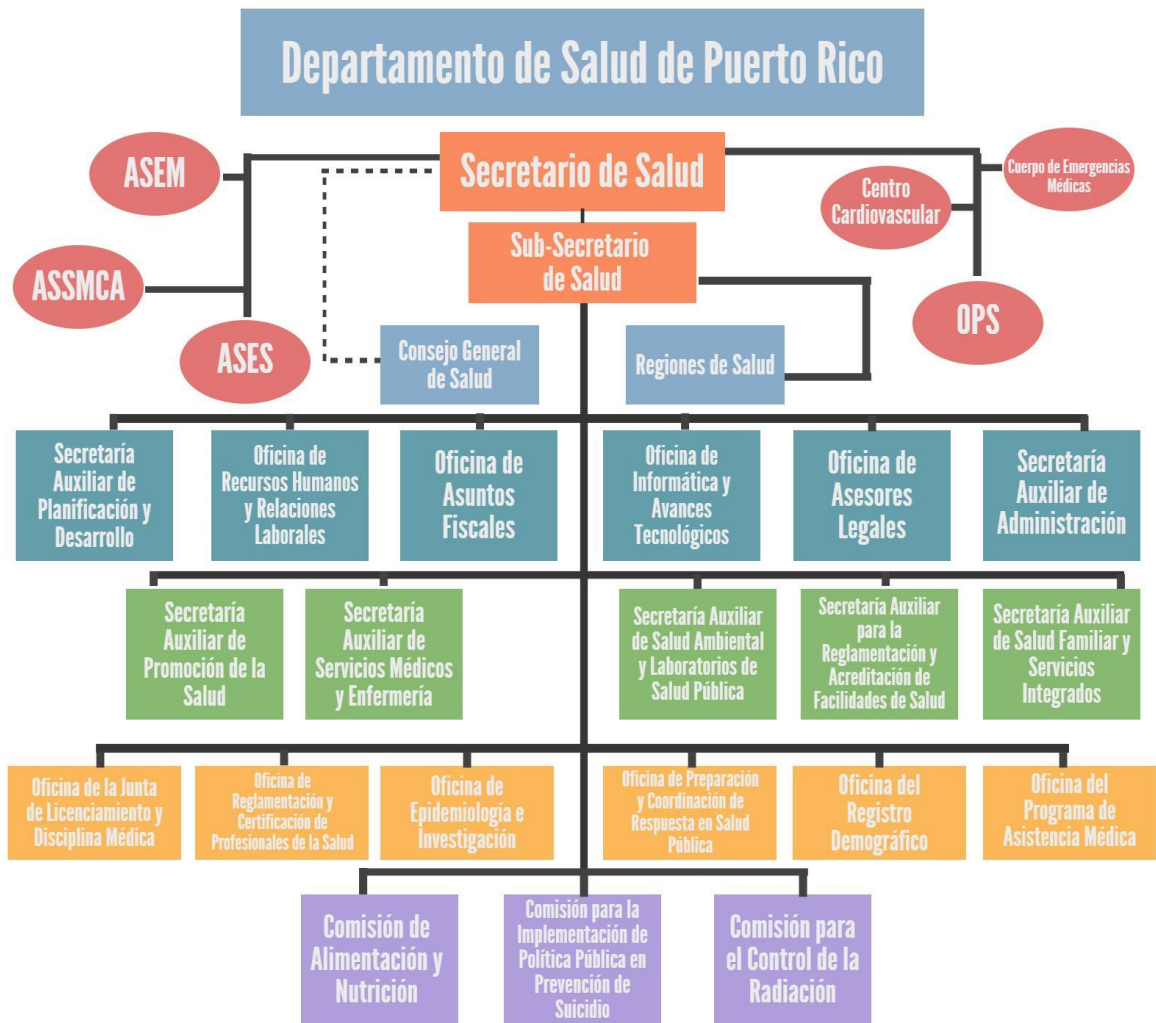 Departamento de Salud de Puerto Rico
Secretario de Salud
ASEM
Cuerpo de Emergencias
Médicas
Centro
Cardiovascular
Sub-Secretario
de Salud
ASSMCA
OPS
ASES
Consejo General
de Salud
Regiones de Salud
Secretaría
Auxiliar de
Planificación y
Desarrollo
Oficina de
Recursos Humanos
y Relaciones
Laborales
Oficina de
Asuntos
Fiscales
Oficina de
Informática y
Avances
Tecnológicos
Oficina de
Asesores
Legales
Secretaría
Auxiliar de
Administración
Secretaría
Auxiliar de
Promoción de la
Salud
Secretaría
Auxiliar de
Servicios Médicos
y Enfermería
Secretaría Auxiliar
de Salud Ambiental
y Laboratorios de
Salud Pública
Secretaría Auxiliar
para la
Reglamentación y
Acreditación de
Facilidades de Salud
Secretaría Auxiliar
de Salud Familiar y
Servicios
Integrados
Oficina de la Junta
de Licenciamiento y
Disciplina Médica
Oficina de
Reglamentación y
Certificación de
Profesionales de la Salud
Oficina de
Epidemiología e
Investigación
Oficina de Preparación
y Coordinación de
Respuesta en Salud
Pública
Oficina del
Registro
Demográfico
Oficina del
Programa de
Asistencia Médica
Comisión de
Alimentación y
Nutrición
Comisión para la
Implementación de
Política Pública en
Prevención de
Suicidio
Comisión para
el Control de la
Radiación